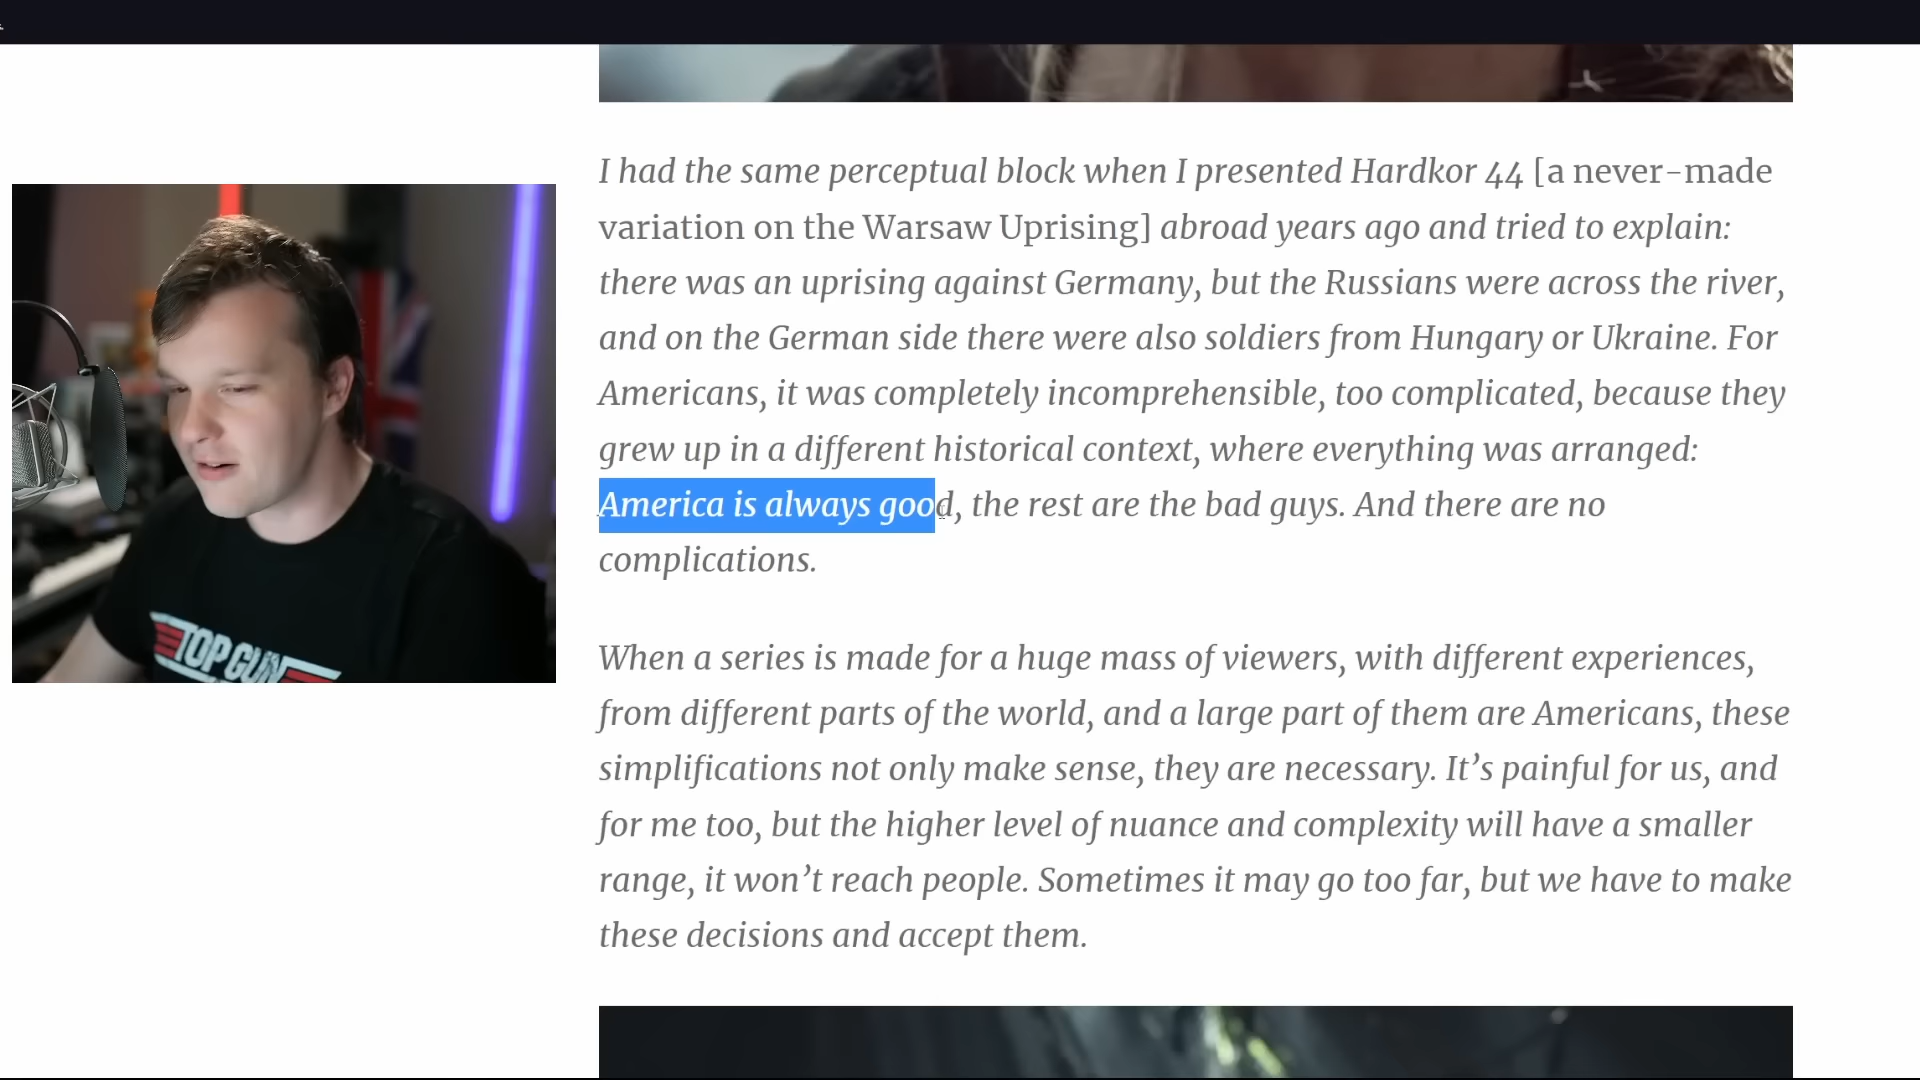 I had the same perceptual block when I presented Hardkor 44 [a never-made
variation on the Warsaw Uprising] abroad years ago and tried to explain:
there was an uprising against Germany, but the Russians were across the river,
and on the German side there were also soldiers from Hungary or Ukraine. For
Americans, it was completely incomprehensible, too complicated, because they
grew up in a different historical context, where everything was arranged:
America is always good, the rest are the bad guys. And there are no
complications.
When a series is made for a huge mass of viewers, with different experiences,
from different parts of the world, and a large part of them are Americans, these
simplifications not only make sense, they are necessary. It’s painful for us, and
for me too, but the higher level of nuance and complexity will have a smaller
range, it won’t reach people. Sometimes it may go too far, but we have to make
these decisions and accept them.
TOP GUN